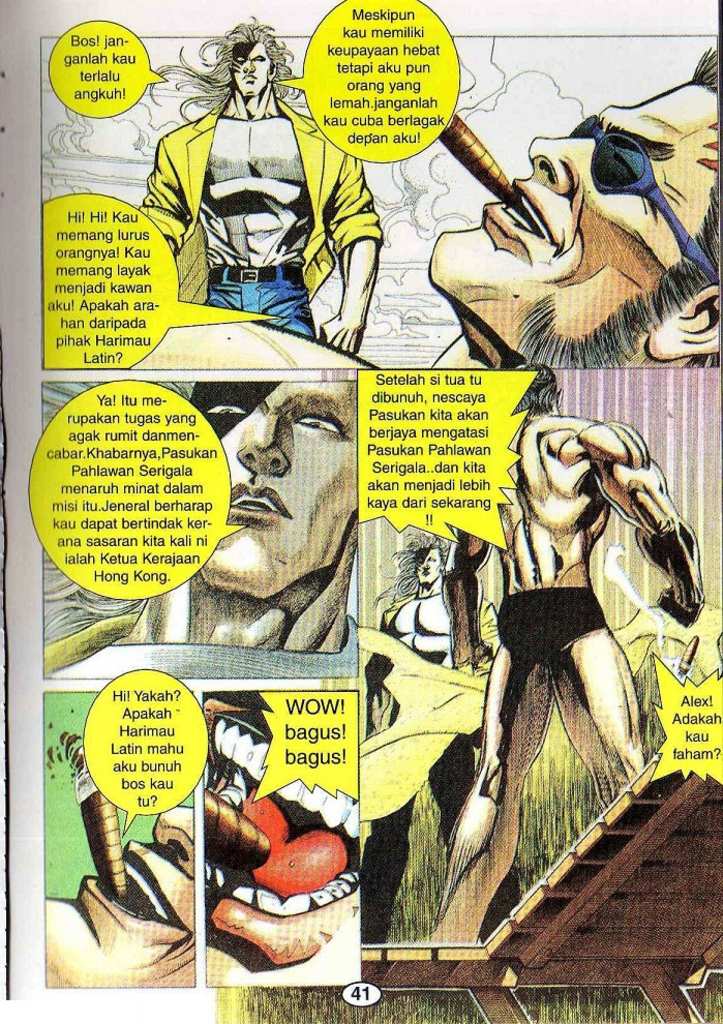 Bos! jan-
ganlah kau
terlalu
angkuh!
Meskipun
kau memiliki
keupayaan hebat
tetapi aku pun
orang yang
lemah.janganlah
kau cuba berlagak
depan aku!
Hi! Hi! Kau
memang lurus
orangnya! Kau
memang layak
menjadi kawan
aku! Apakah ara-
han daripada
pihak Harimau
Latin?
Ya! Itu me-
rupakan tugas yang
agak rumit danmen-
cabar.Khabarnya,Pasukan
Pahlawan Serigala
menaruh minat dalam
misi itu.Jeneral berharap
kau dapat bertindak ker-
ana sasaran kita kali ni
ialah Ketua Kerajaan
Hong Kong.
Setelah si tua tu
dibunuh, nescaya
Pasukan kita akan
berjaya mengatasi
Pasukan Pahlawan
Serigala..dan kita
akan menjadi lebih
kaya dari sekarang
!!
Hi! Yakah?
Apakah
Harimau
Latin mahu
aku bunuh
bos kau
tu?
WOW!
bagus!
bagus!
Alex!
Adakah
kau
faham?
41